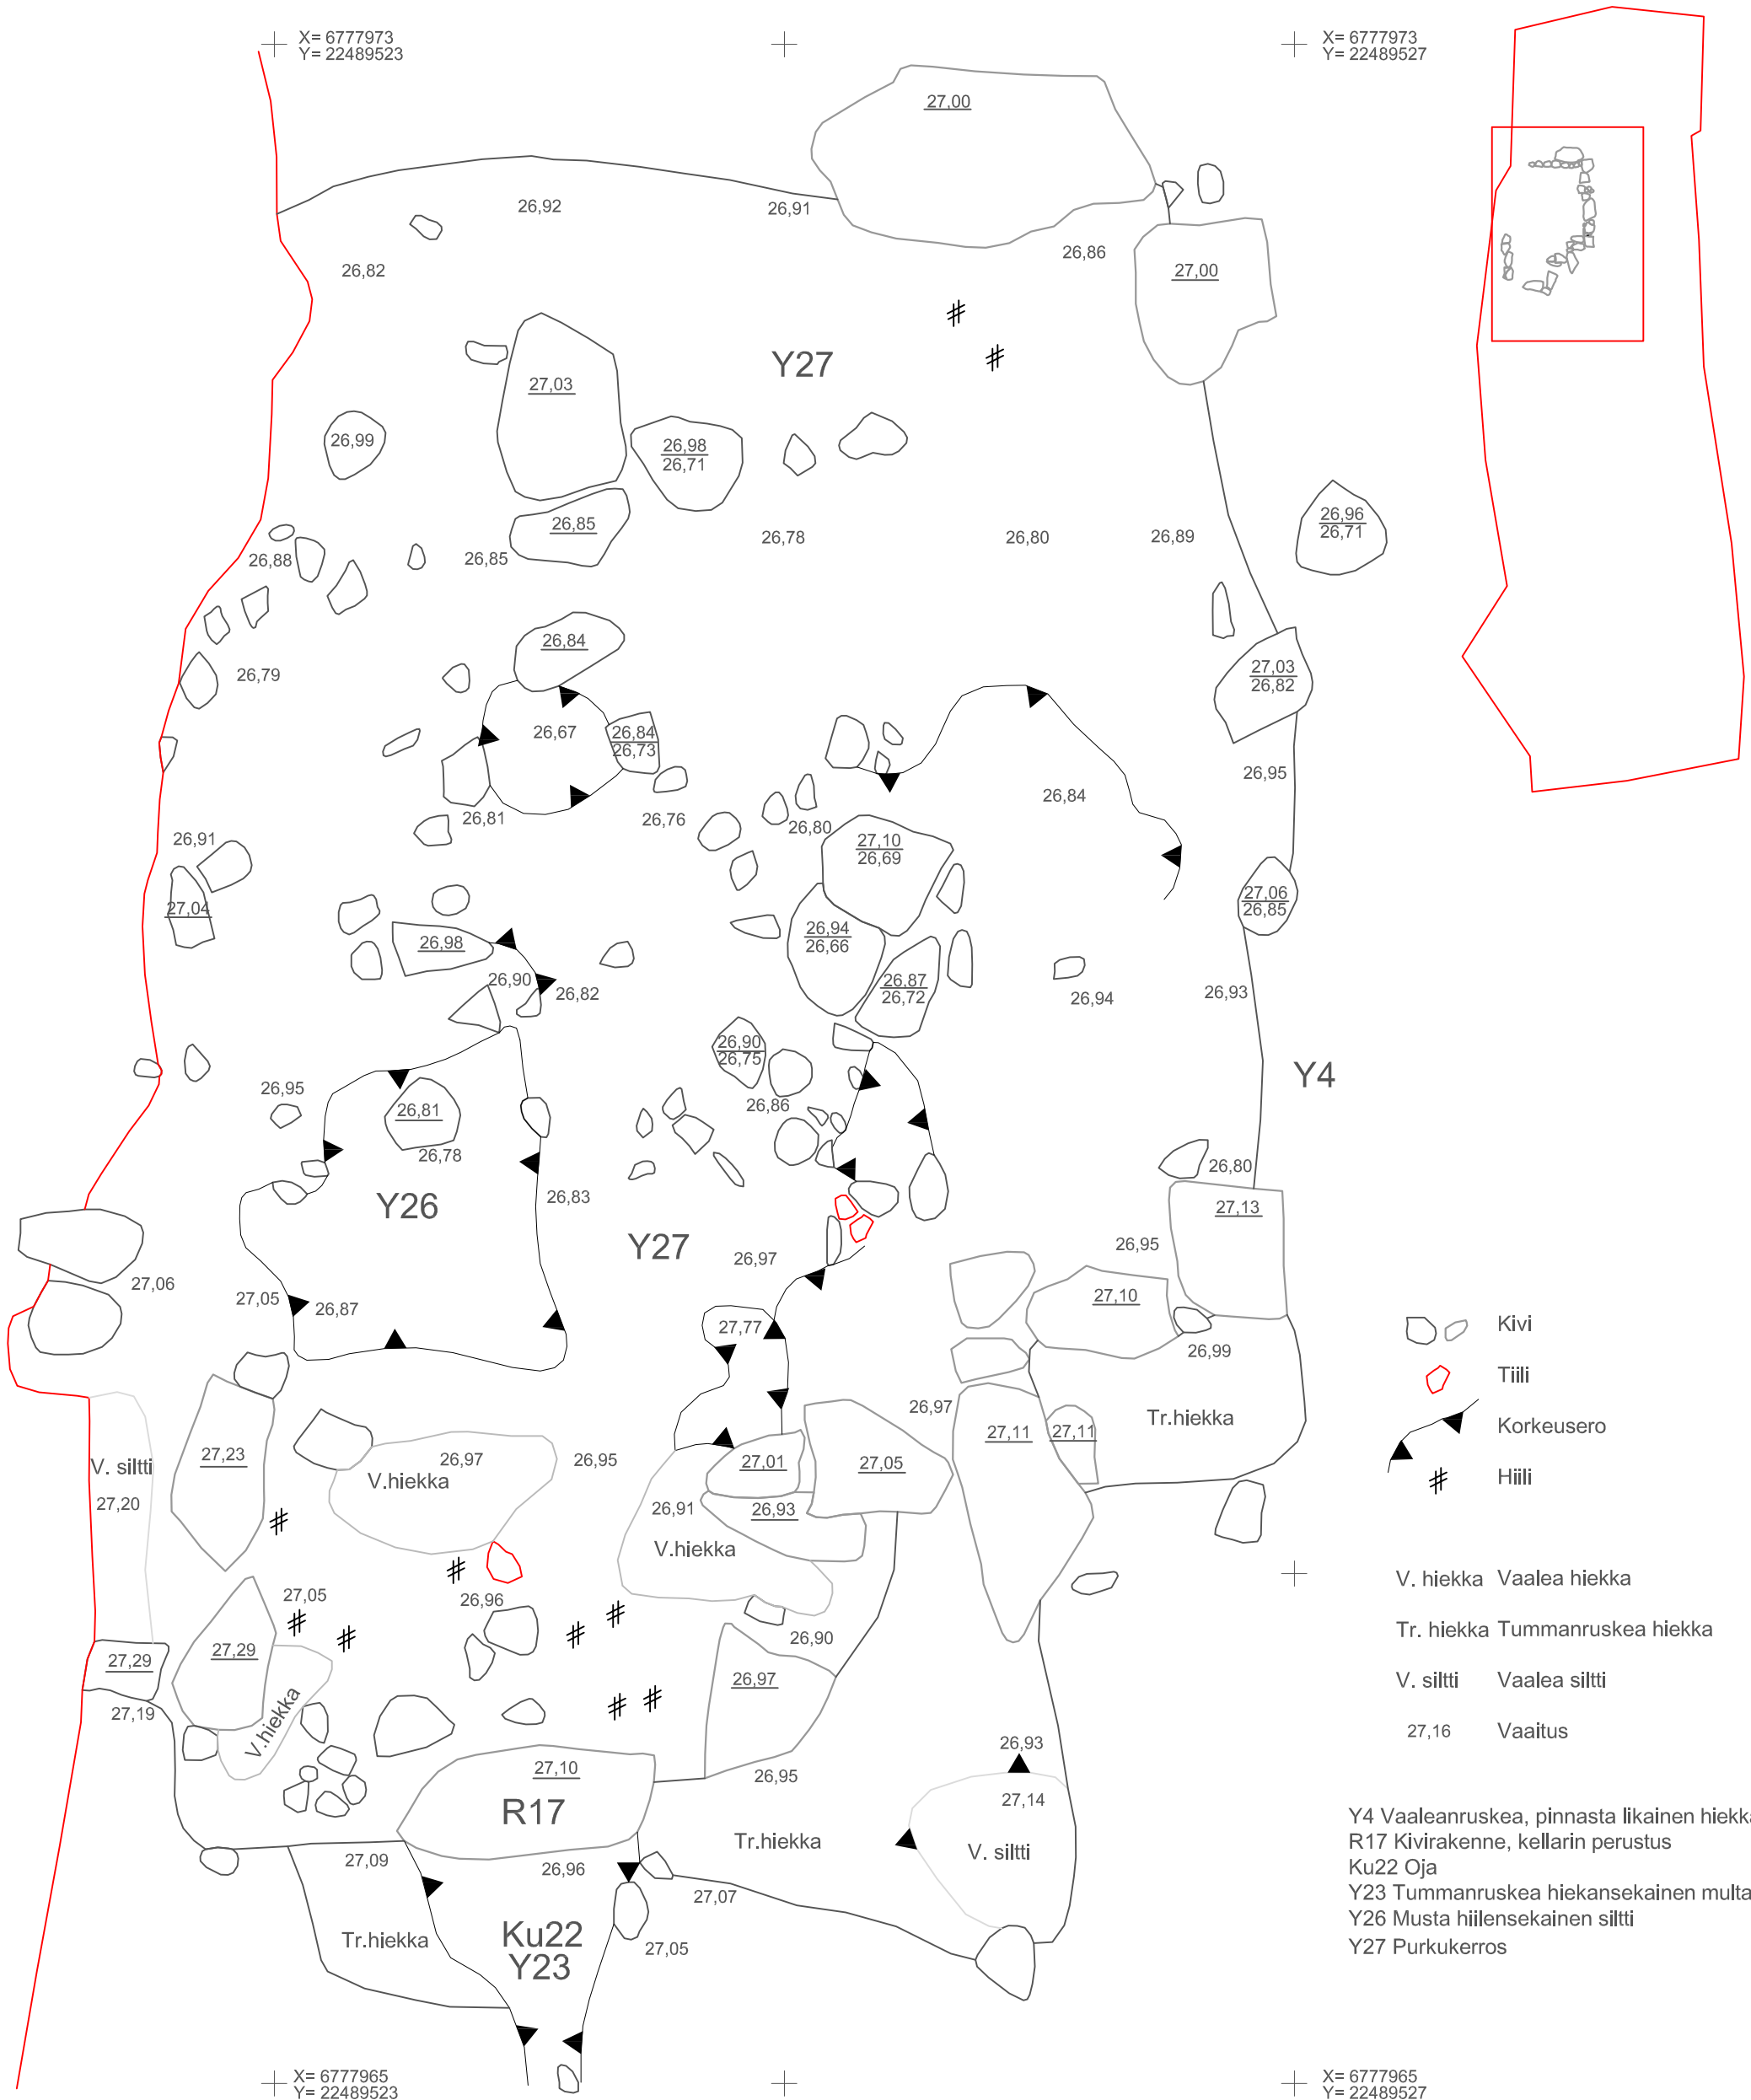 X= 6777973
Y= 22489523
X= 6777973
Y= 22489527
27,00
26,92
26,91
26,86
26,82
27,00
Y27
27,03
26,99
26,98
26,71
26,96
26,71
26,85
26,88
26,85
26,78
26,80
26,89
26,84
26,79
27,03
26,82
26,67
26,84
26,73
26,95
26,84
26,81
26,76
26,80
26,91
27,10
26,69
27,04
27,06
26,85
26,98
26,94
26,66
26,90
26,82
26,87
26,72
26,94
26,93
26,90
26,75
Y4
26,95
26,81
26,86
26,78
26,80
Y26
26,83
27,13
Y27
26,97
26,95
27,06
27,05
26,87
27,10
27,77
26,99
Kivi
Tiili
26,97
Tr.hiekka
27,11
27,11
Korkeusero
27,23
26,97
26,95
27,01
27,05
V. siltti
V.hiekka
Hiili
27,20
26,91
26,93
V.hiekka
V. hiekka Vaalea hiekka
27,05
26,96
Tr. hiekka Tummanruskea hiekka
26,90
27,29
27,29
26,97
V. siltti Vaalea siltti
27,19
V.hiekka
27,16 Vaaitus
26,93
27,10
26,95
27,14
R17
Y4 Vaaleanruskea, pinnasta likainen hiekka
Tr.hiekka
V. siltti
R17 Kivirakenne, kellarin perustus
27,09
26,96
Ku22 Oja
27,07
Y23 Tummanruskea hiekansekainen multa
Y26 Musta hiilensekainen siltti
Tr.hiekka
Ku22
27,05
Y27 Purkukerros
Y23
X= 6777965
Y= 22489523
X= 6777965
Y= 22489527